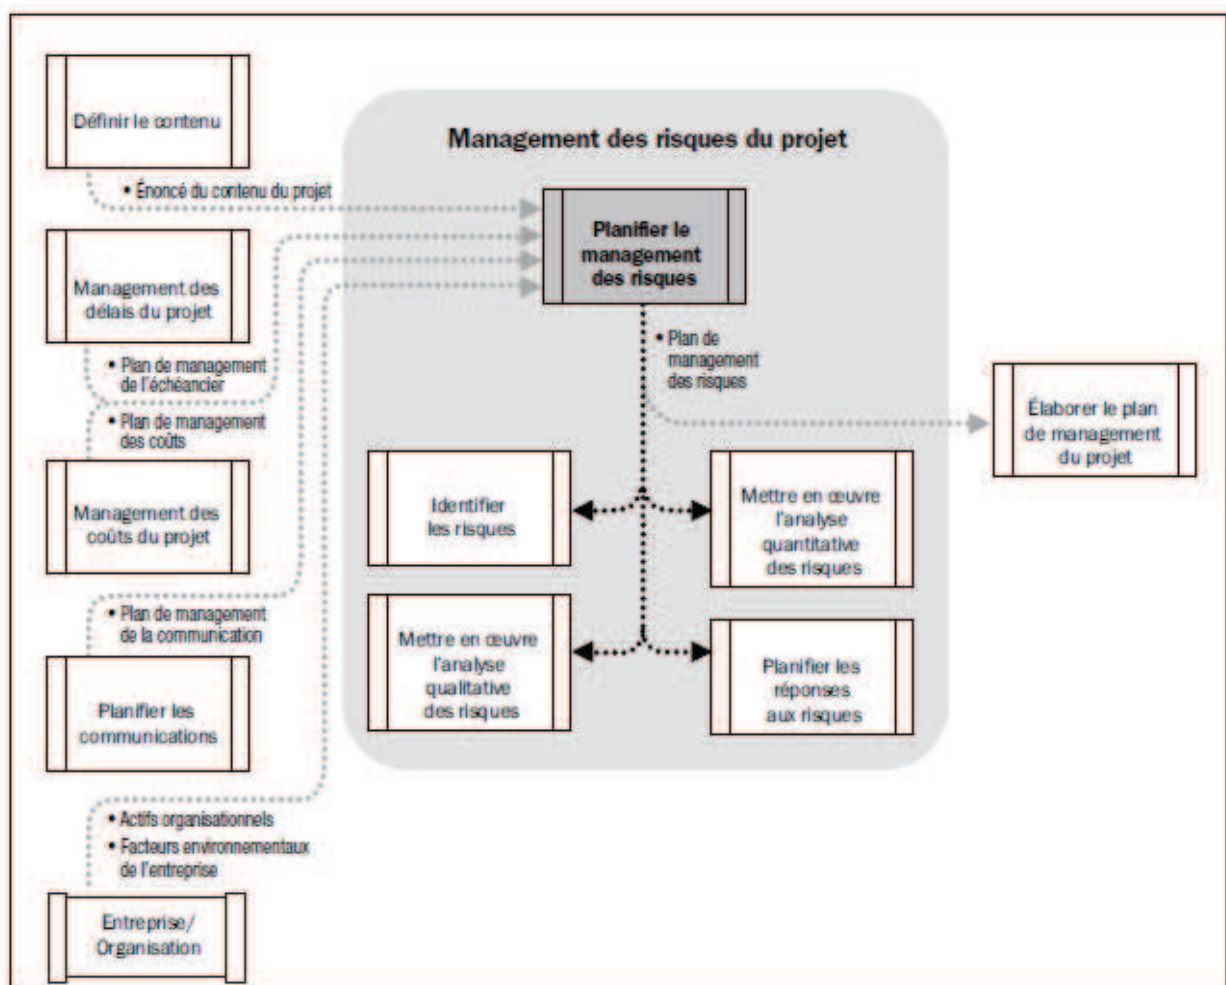 Définir le contenu
• Énoncé du contenu du projet
Management des
délais du projet
• Plan de management
de l'échéancier
• Plan de management
des coûts
Management des
coûts du projet
• Plan de management
de la communication
Planifier les
communications
• Actifs organisationnels
• Facteurs environnementaux
de l'entreprise
Entreprise/
Organisation
Management des risques du projet
Planifier le
management
des risques
• Plan de
management
des risques
Identifier
les risques
Mettre en œuvre
l'analyse
quantitative
des risques
Mettre en œuvre
l'analyse
qualitative
des risques
Planifier les
réponses
aux risques
Élaborer le plan
de management
du projet